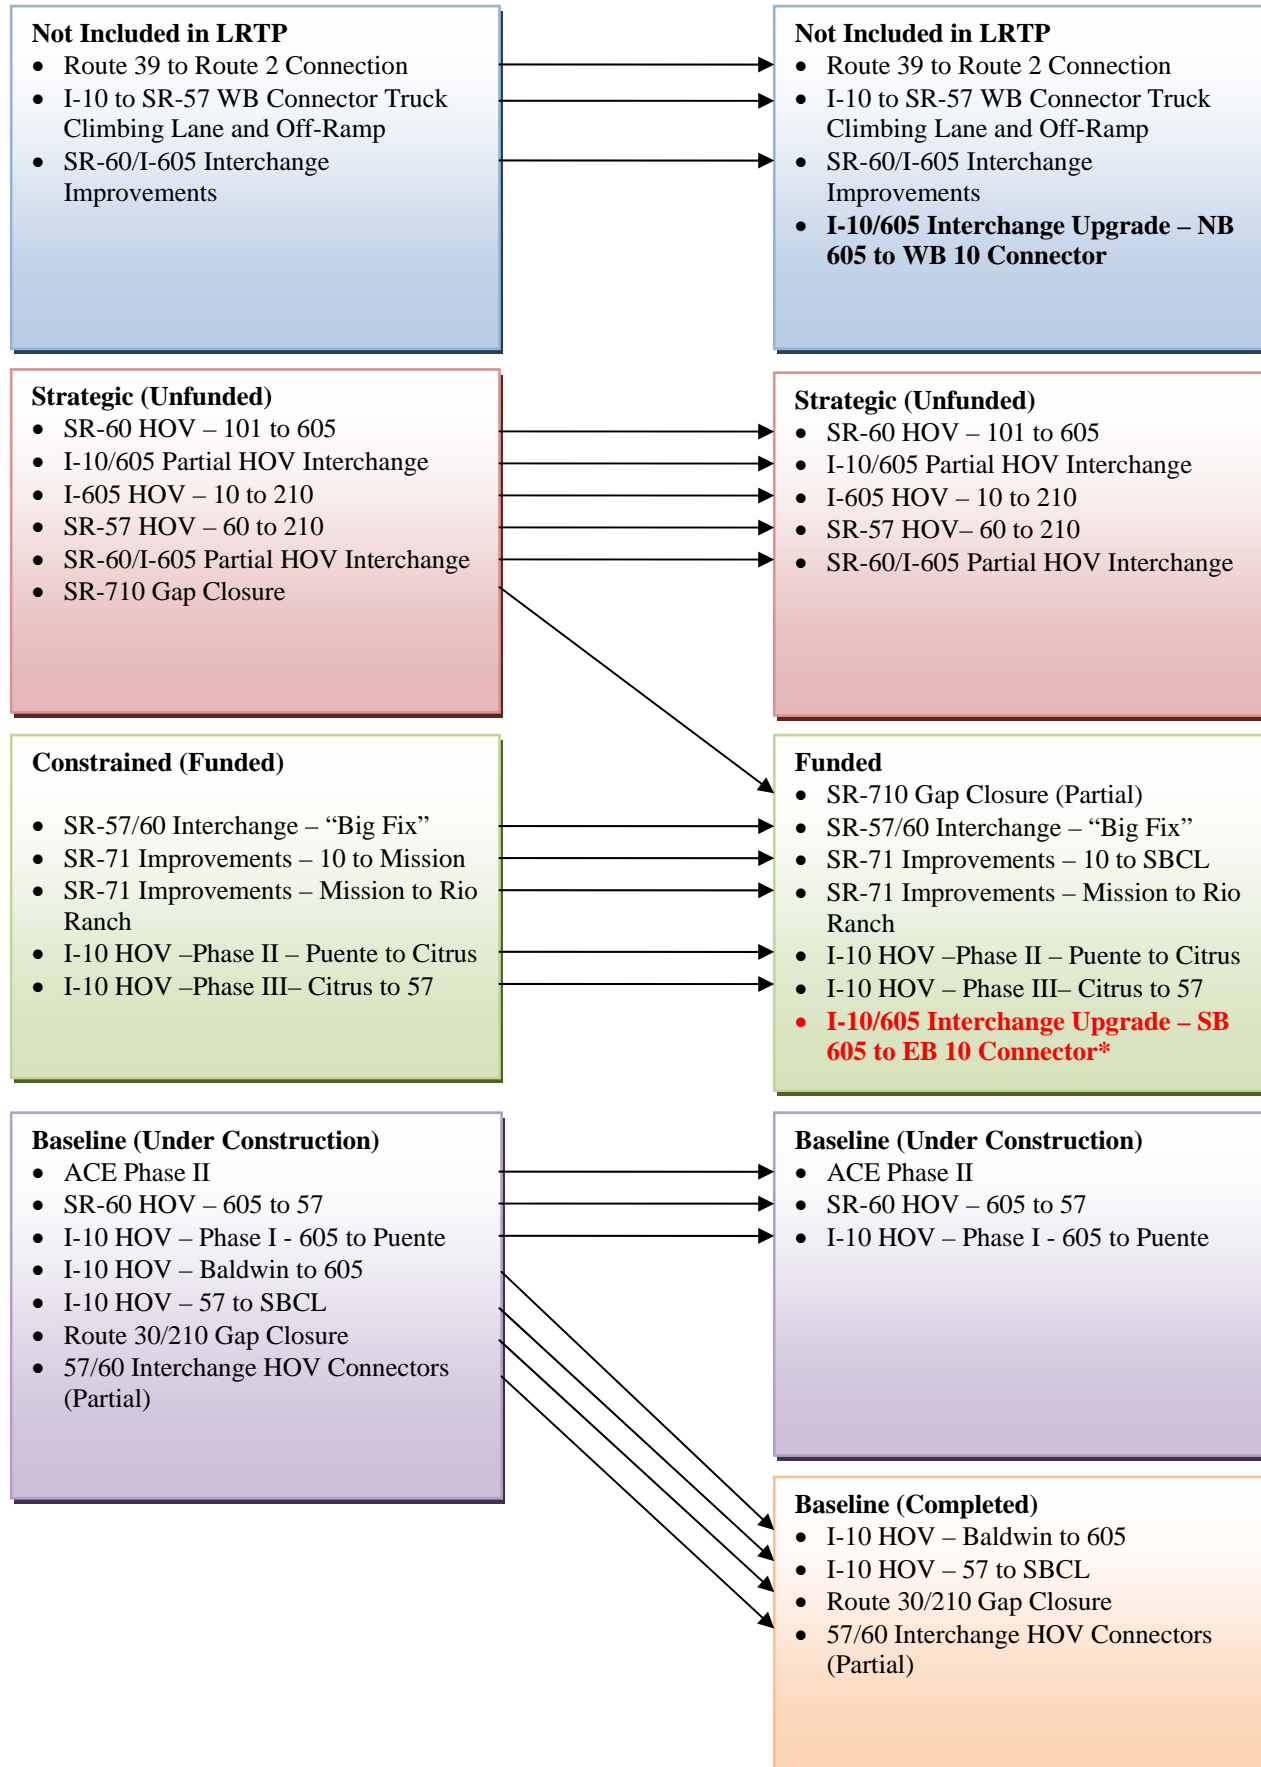 Not Included in LRTP
• Route 39 to Route 2 Connection
• I-10 to SR-57 WB Connector Truck
Climbing Lane and Off-Ramp
• SR-60/I-605 Interchange
Improvements
Not Included in LRTP
• Route 39 to Route 2 Connection
• I-10 to SR-57 WB Connector Truck
Climbing Lane and Off-Ramp
• SR-60/I-605 Interchange
Improvements
• I-10/605 Interchange Upgrade – NB
605 to WB 10 Connector
Strategic (Unfunded)
• SR-60 HOV – 101 to 605
• I-10/605 Partial HOV Interchange
• I-605 HOV – 10 to 210
• SR-57 HOV – 60 to 210
• SR-60/I-605 Partial HOV Interchange
• SR-710 Gap Closure
Strategic (Unfunded)
• SR-60 HOV – 101 to 605
• I-10/605 Partial HOV Interchange
• I-605 HOV – 10 to 210
• SR-57 HOV– 60 to 210
• SR-60/I-605 Partial HOV Interchange
Constrained (Funded)
• SR-57/60 Interchange – “Big Fix”
• SR-71 Improvements – 10 to Mission
• SR-71 Improvements – Mission to Rio
Ranch
• I-10 HOV –Phase II – Puente to Citrus
• I-10 HOV –Phase III– Citrus to 57
Funded
• SR-710 Gap Closure (Partial)
• SR-57/60 Interchange – “Big Fix”
• SR-71 Improvements – 10 to SBCL
• SR-71 Improvements – Mission to Rio
Ranch
• I-10 HOV –Phase II – Puente to Citrus
• I-10 HOV – Phase III– Citrus to 57
• I-10/605 Interchange Upgrade – SB
605 to EB 10 Connector*
Baseline (Under Construction)
• ACE Phase II
• SR-60 HOV – 605 to 57
• I-10 HOV – Phase I - 605 to Puente
• I-10 HOV – Baldwin to 605
• I-10 HOV – 57 to SBCL
• Route 30/210 Gap Closure
• 57/60 Interchange HOV Connectors
(Partial)
Baseline (Under Construction)
• ACE Phase II
• SR-60 HOV – 605 to 57
• I-10 HOV – Phase I - 605 to Puente
Baseline (Completed)
• I-10 HOV – Baldwin to 605
• I-10 HOV – 57 to SBCL
• Route 30/210 Gap Closure
• 57/60 Interchange HOV Connectors
(Partial)